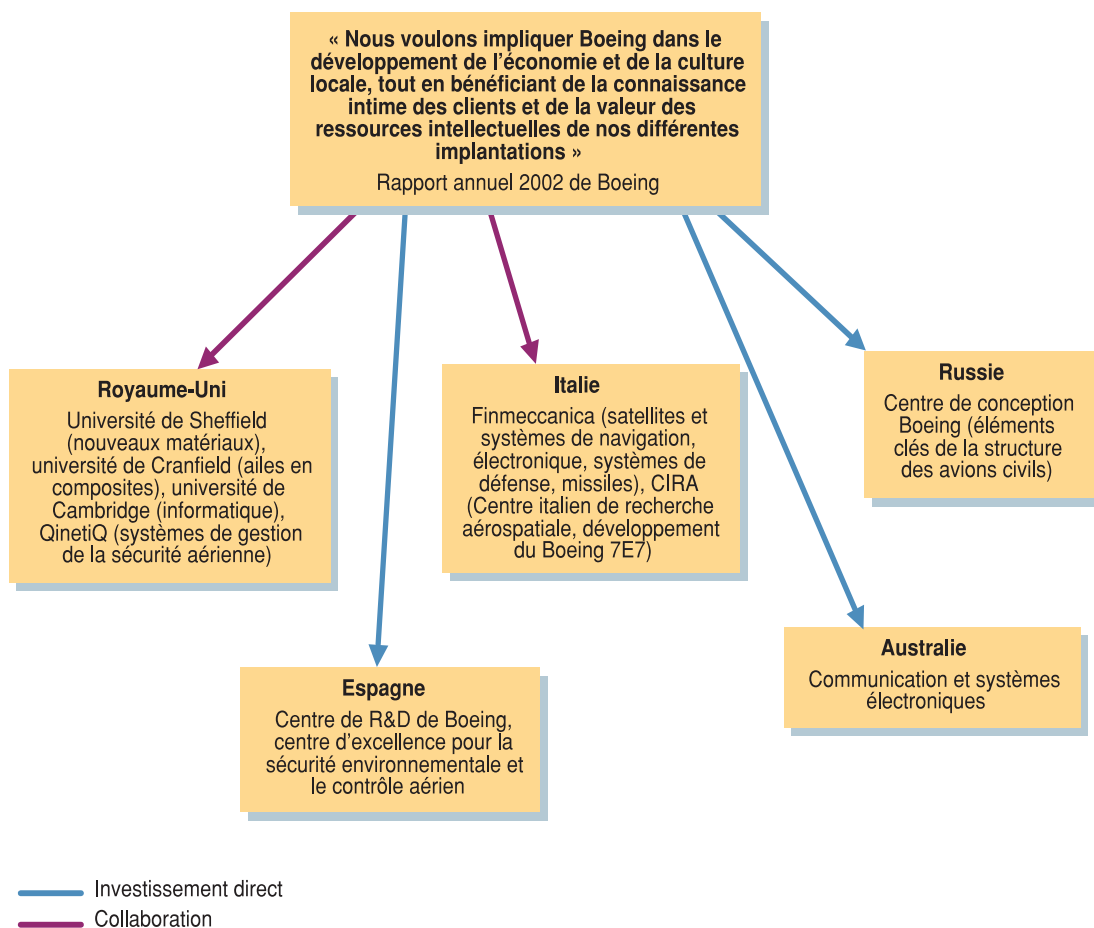 « Nous voulons impliquer Boeing dans le
développement de l'économie et de la culture
locale, tout en bénéficiant de la connaissance
intime des clients et de la valeur des
ressources intellectuelles de nos différentes
implantations »
Rapport annuel 2002 de Boeing
Royaume-Uni
Université de Sheffield
(nouveaux matériaux),
université de Cranfield (ailes en
composites), université de
Cambridge (informatique),
QinetiQ (systèmes de gestion
de la sécurité aérienne)
Italie
Finmeccanica (satellites et
systèmes de navigation,
électronique, systèmes de
défense, missiles), CIRA
(Centre italien de recherche
aérospatiale, développement
du Boeing 7E7)
Russie
Centre de conception
Boeing (éléments
clés de la structure
des avions civils)
Espagne
Centre de R&D de Boeing,
centre d'excellence pour la
sécurité environnementale et
le contrôle aérien
Australie
Communication et systèmes
électroniques
Investissement direct
Collaboration